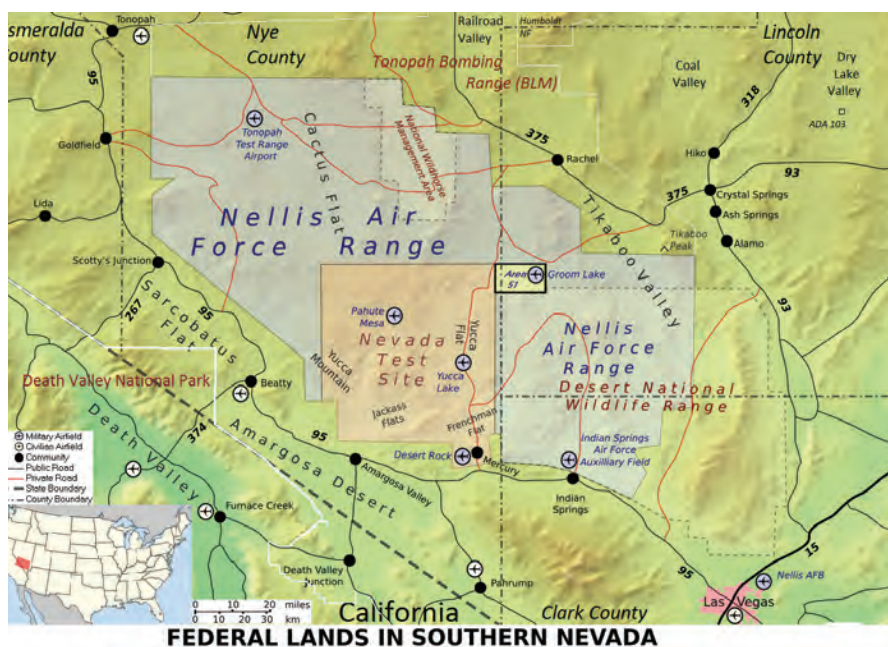 Tonopah
Esmeralda
County
95
Nye
County
Railroad
Valley
Humboldt
NF
Tonopah Bombing
Range (BLM)
Lincoln
County
Coal
Valley
Dry
Lake
Valley
ADA 103
318
Goldfield
Tonopah
Test Range
Airport
Cactus Flat
National Wildhorse
Management Area
375
Rachel
Hiko
93
375
Crystal Springs
Ash Springs
Lida
Nellis Air
Force Range
Tikaboo Valley
Tikaboo
Peak
Alamo
Scotty's Junction
Area
51
Groom Lake
267
Sarcobatus
Flat
95
93
Pahute
Mesa
Yucca
Flat
Nevada
Test
Site
Yucca
Mountain
Yucca
Lake
Nellis
Air Force
Range
Desert National
Wildlife Range
Death Valley National Park
Beatty
Jackass
Flats
Frenchman
Flat
374
Death Valley
Amargosa Desert
95
Amargosa Valley
Desert Rock
Mercury
Indian Springs
Air Force
Auxilliary Field
Indian
Springs
Military Airfield
Civilian Airfield
Community
Public Road
Private Road
State Boundary
County Boundary
Furnace Creek
Death Valley
Junction
Pahrump
95
15
Nellis AFB
Las Vegas
0 10 20 miles
0 10 20 30 km
California
Clark County
FEDERAL LANDS IN SOUTHERN NEVADA